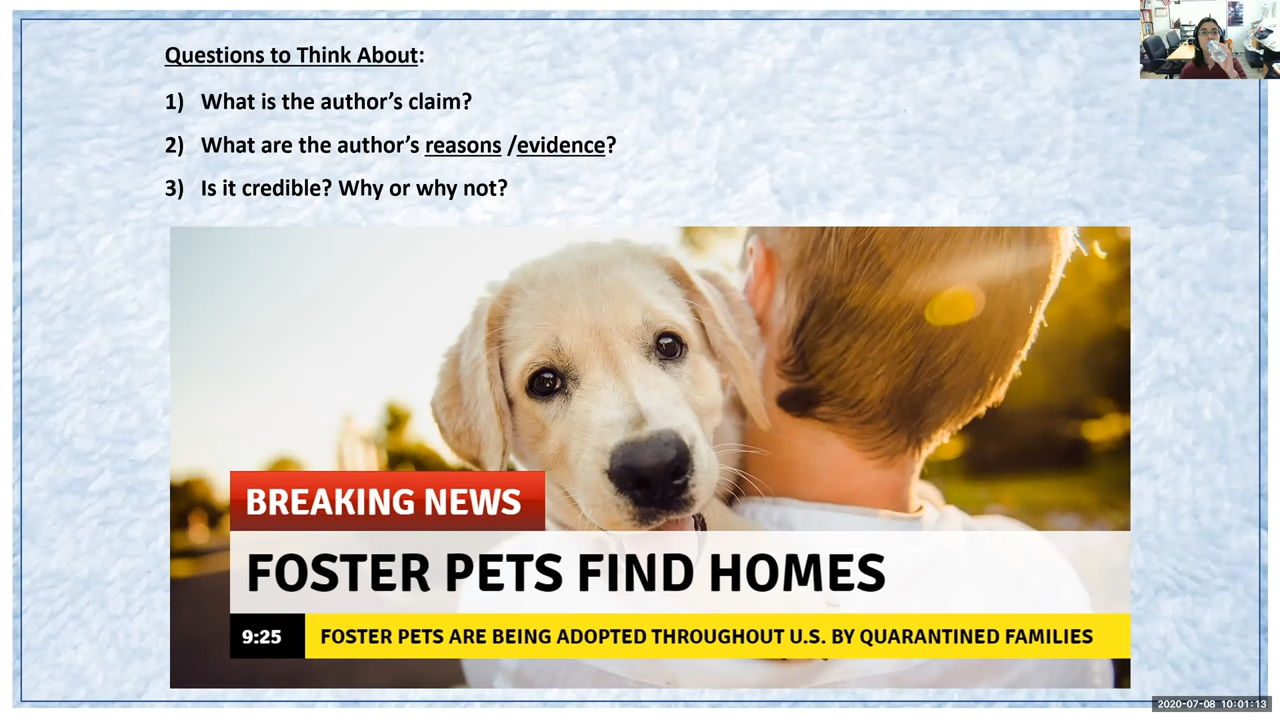 Questions to Think About:
1) What is the author's claim?
2) What are the author's reasons /evidence?
3) Is it credible? Why or why not?
BREAKING NEWS
FOSTER PETS FIND HOMES
9:25 FOSTER PETS ARE BEING ADOPTED THROUGHOUT U.S. BY QUARANTINED FAMILIES
2020-07-08 10:01:13